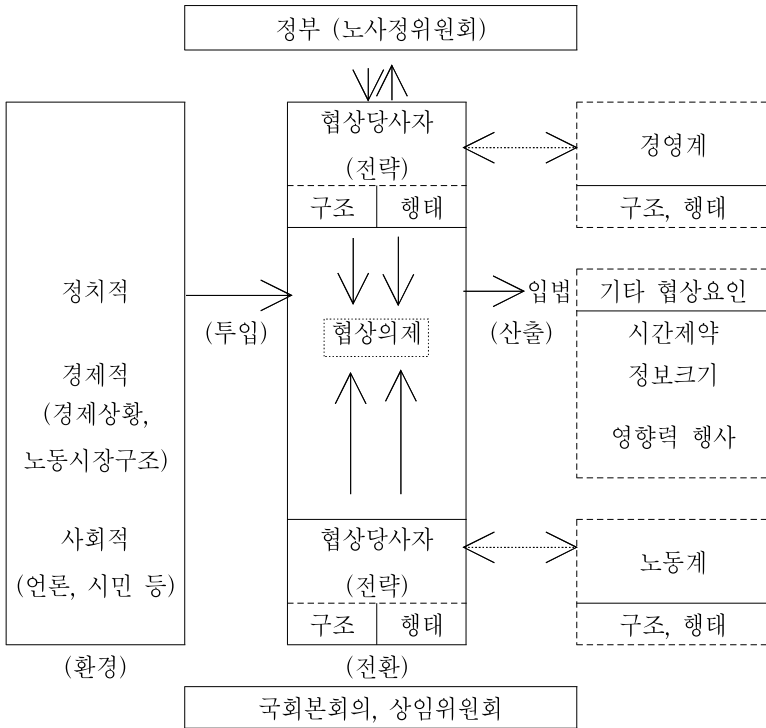 정부 (노사정위원회)
정치적
경제적
(경제상황,
노동시장구조)
사회적
(언론, 시민 등)
(환경)
(투입)
협상당사자
(전략)
구조
행태
협상의제
협상당사자
(전략)
구조
행태
(전환)
입법
(산출)
경영계
구조, 행태
기타 협상요인
시간제약
정보크기
영향력 행사
노동계
구조, 행태
국회본회의, 상임위원회